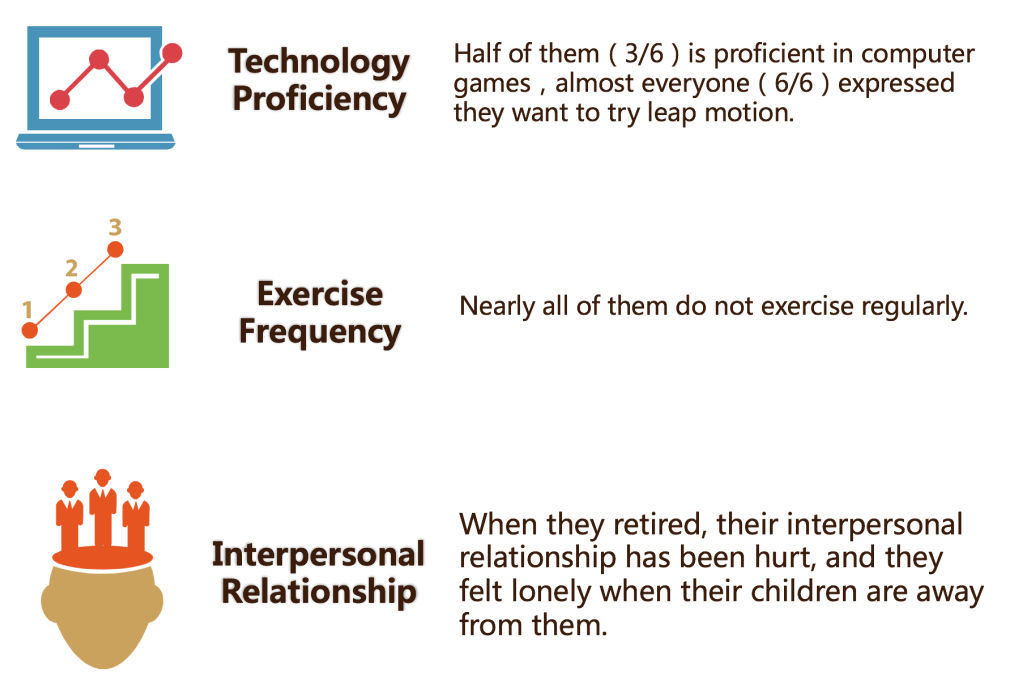 Technology
Proficiency
Half of them ( 3/6 ) is proficient in computer
games , almost everyone ( 6/6 ) expressed
they want to try leap motion.
3
2
1
Exercise
Frequency
Nearly all of them do not exercise regularly.
Interpersonal
Relationship
When they retired, their interpersonal
relationship has been hurt, and they
felt lonely when their children are away
from them.